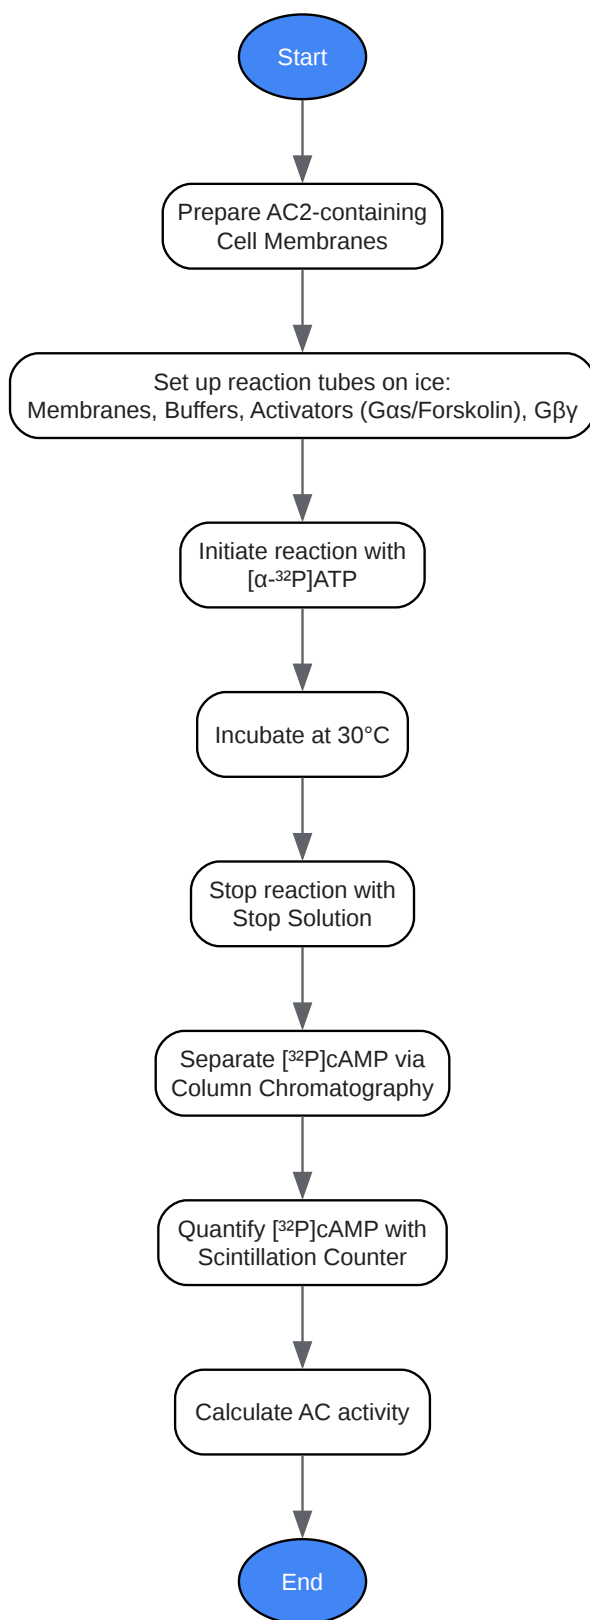 Start
Prepare AC2-containing
Cell Membranes
Set up reaction tubes on ice:
Membranes, Buffers, Activators (Gαs/Forskolin), Gβγ
Initiate reaction with
[α-³²P]ATP
Incubate at 30°C
Stop reaction with
Stop Solution
Separate [³²P]cAMP via
Column Chromatography
Quantify [³²P]cAMP with
Scintillation Counter
Calculate AC activity
End